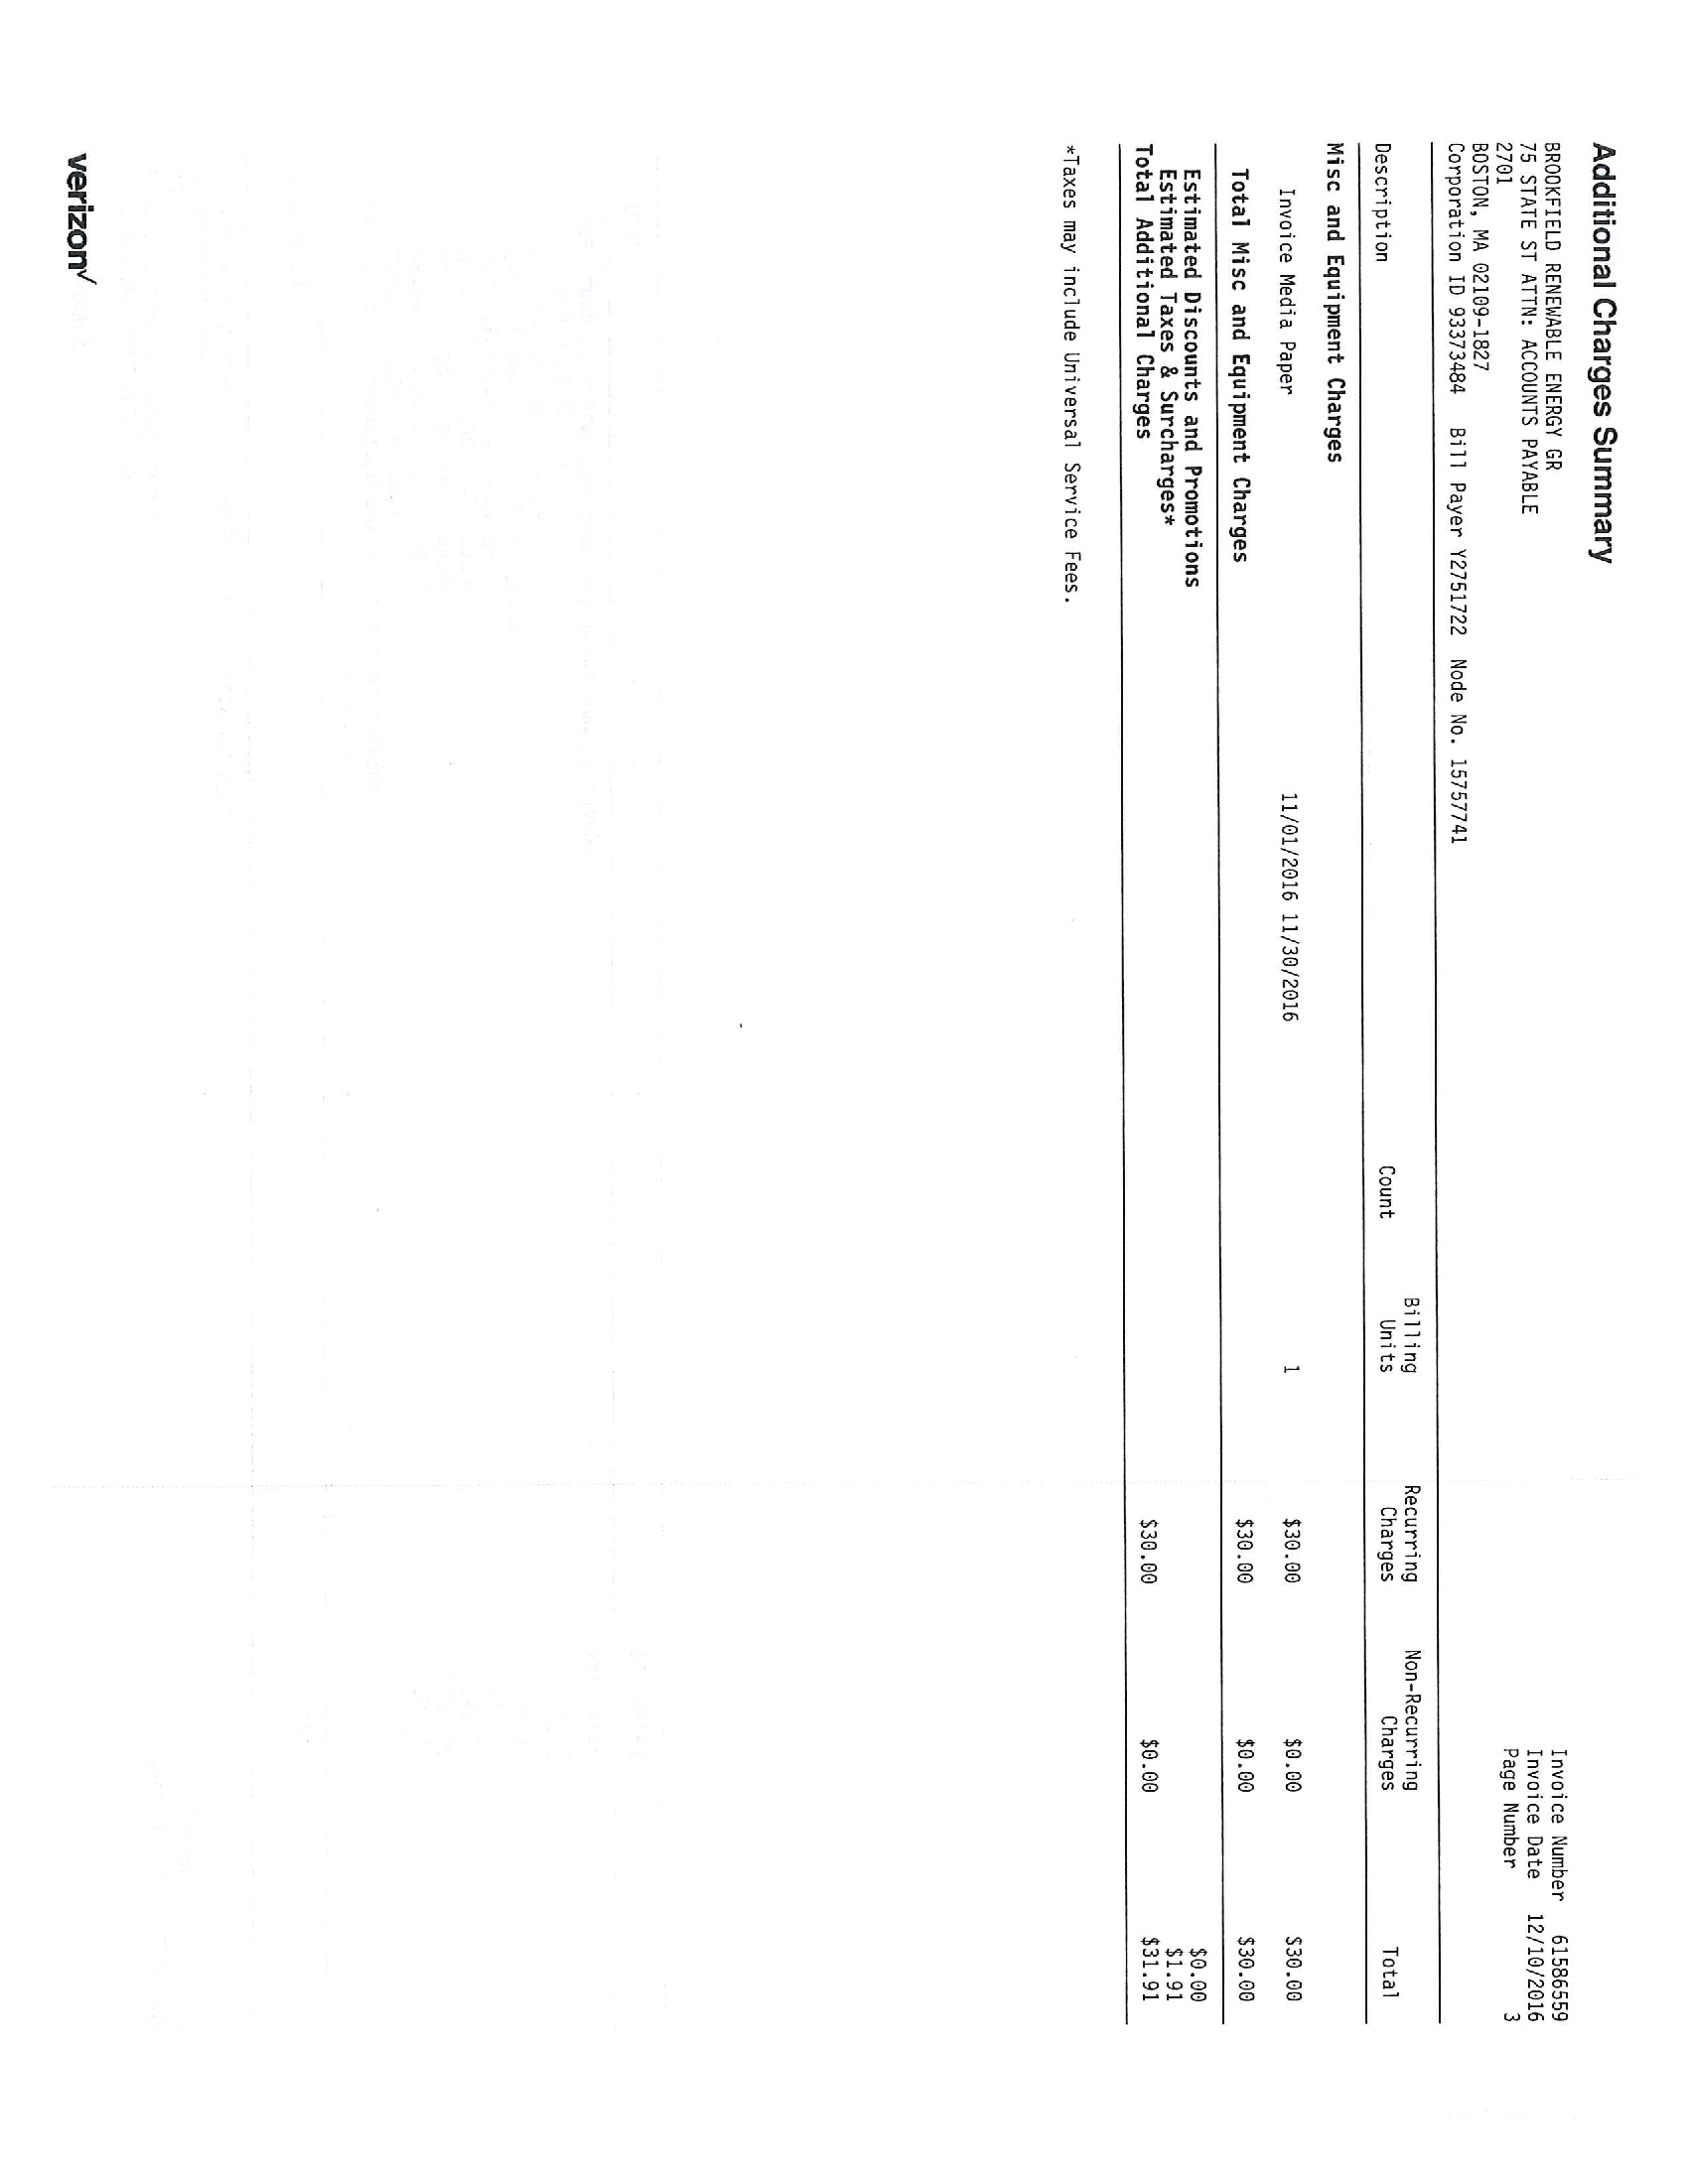 Additional Charges Summary
BROOKFIELD RENEWABLE ENERGY GR
75 STATE ST ATTN: ACCOUNTS PAYABLE
2701
BOSTON, MA 02109-1827
Corporation ID 93373484 Bill Payer Y2751722 Node No. 15757741
Invoice Number 61586559
Invoice Date 12/10/2016
Page Number 3
Billing Recurring Non-Recurring
Description Count Units Charges Charges Total
Misc and Equipment Charges
Invoice Media Paper 11/01/2016 11/30/2016 1 $30.00 $0.00 $30.00
Total Misc and Equipment Charges $30.00 $0.00 $30.00
Estimated Discounts and Promotions $0.00
Estimated Taxes & Surcharges* $1.91
Total Additional Charges $30.00 $0.00 $31.91
*Taxes may include Universal Service Fees.
verizon